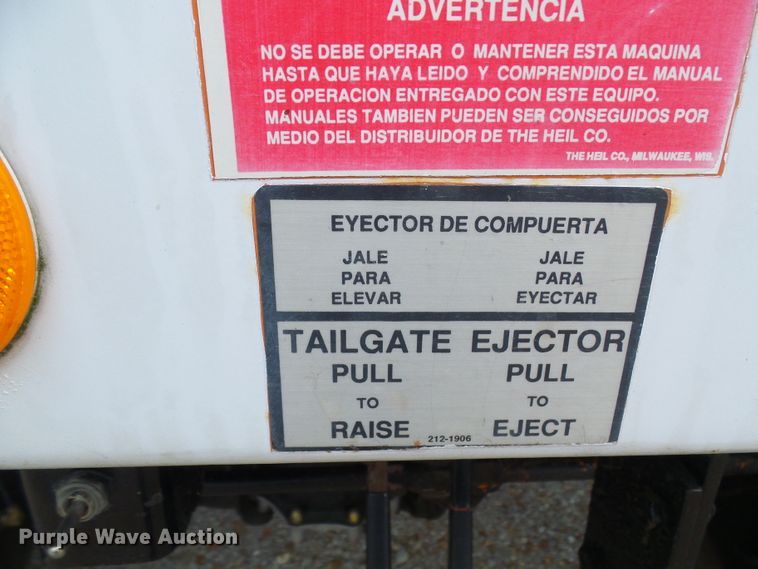 ADVERTENCIA
NO SE DEBE OPERAR O MANTENER ESTA MAQUINA
HASTA QUE HAYA LEIDO Y COMPRENDIDO EL MANUAL
DE OPERACION ENTREGADO CON ESTE EQUIPO.
MANUALES TAMBIEN PUEDEN SER CONSEGUIDOS POR
MEDIO DEL DISTRIBUIDOR DE THE HEIL CO.
THE HEIL CO., MILWAUKEE, WIS.
EYECTOR DE COMPUERTA
JALE JALE
PARA PARA
ELEVAR EYECTAR
TAILGATE EJECTOR
PULL PULL
TO TO
RAISE 212-1906 EJECT
Purple Wave Auction